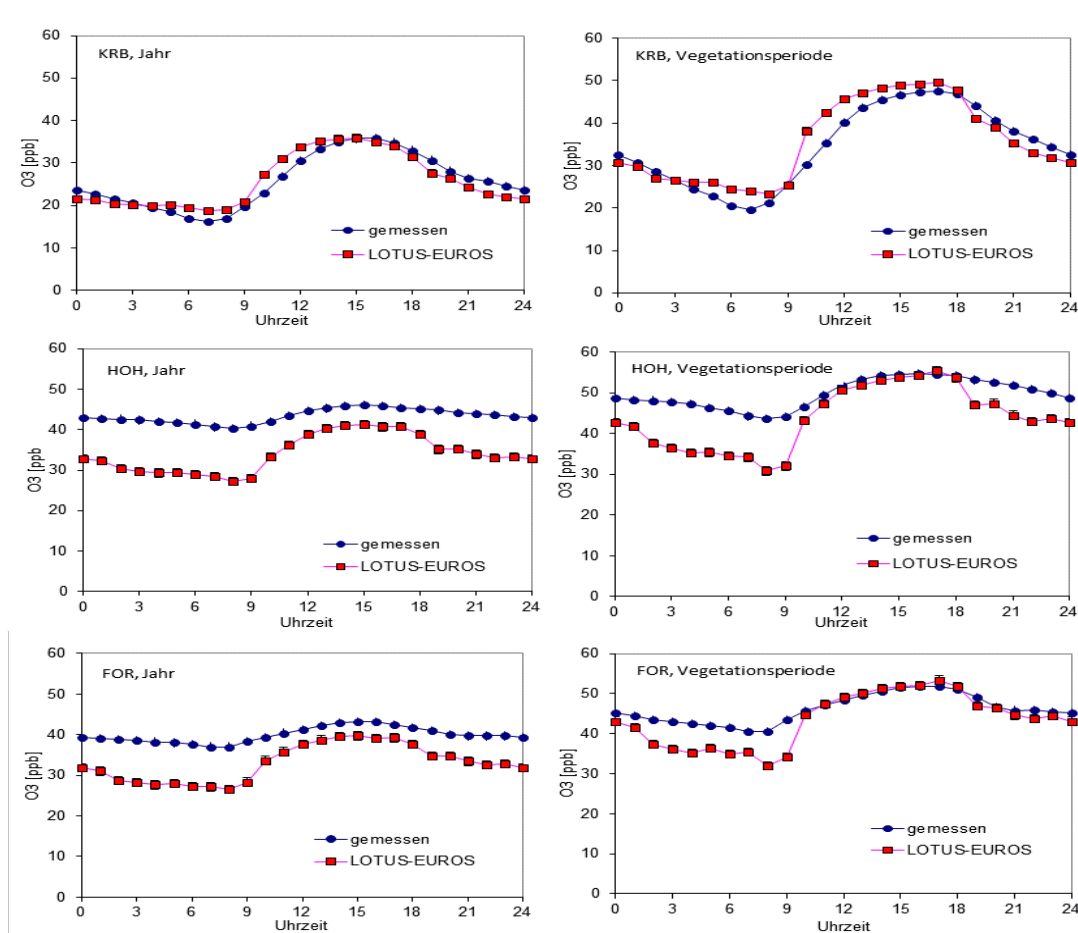 KRB, Jahr
60
50
40
30
20
10
0
O3 [ppb]
gemessen
LOTUS-EUROS
0 3 6 9 12 15 18 21 24
Uhrzeit
KRB, Vegetationsperiode
60
50
40
30
20
10
0
O3 [ppb]
gemessen
LOTUS-EUROS
0 3 6 9 12 15 18 21 24
Uhrzeit
HOH, Jahr
60
50
40
30
20
10
0
O3 [ppb
gemessen
LOTUS-EUROS
0 3 6 9 12 15 18 21 24
Uhrzeit
HOH, Vegetationsperiode
60
50
40
30
20
10
0
O3 [ppb]
gemessen
LOTUS-EUROS
0 3 6 9 12 15 18 21 24
Uhrzeit
FOR, Jahr
60
50
40
30
20
10
0
O3 [ppb]
gemessen
LOTUS-EUROS
0 3 6 9 12 15 18 21 24
Uhrzeit
FOR, Vegetationsperiode
60
50
40
30
20
10
0
O3 [ppb]
gemessen
LOTUS-EUROS
0 3 6 9 12 15 18 21 24
Uhrzeit